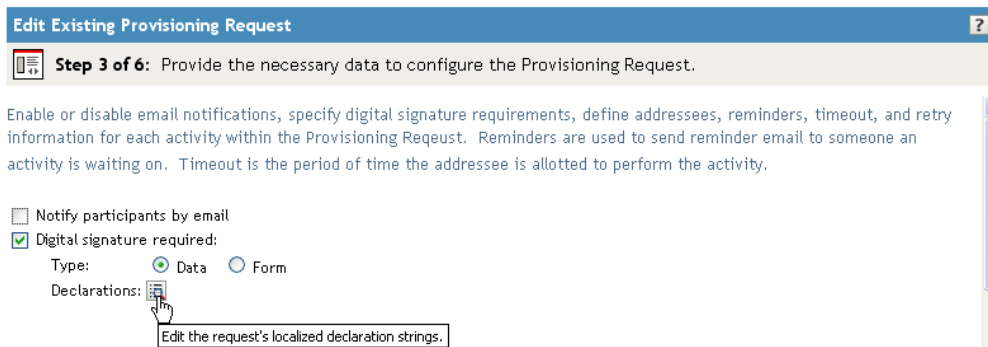 Edit Existing Provisioning Request
?
Step 3 of 6: Provide the necessary data to configure the Provisioning Request.
Enable or disable email notifications, specify digital signature requirements, define addressees, reminders, timeout, and retry
information for each activity within the Provisioning Reqeust. Reminders are used to send reminder email to someone an
activity is waiting on. Timeout is the period of time the addressee is allotted to perform the activity.
Notify participants by email
Digital signature required:
Type: Data Form
Declarations:
Edit the request's localized declaration strings.